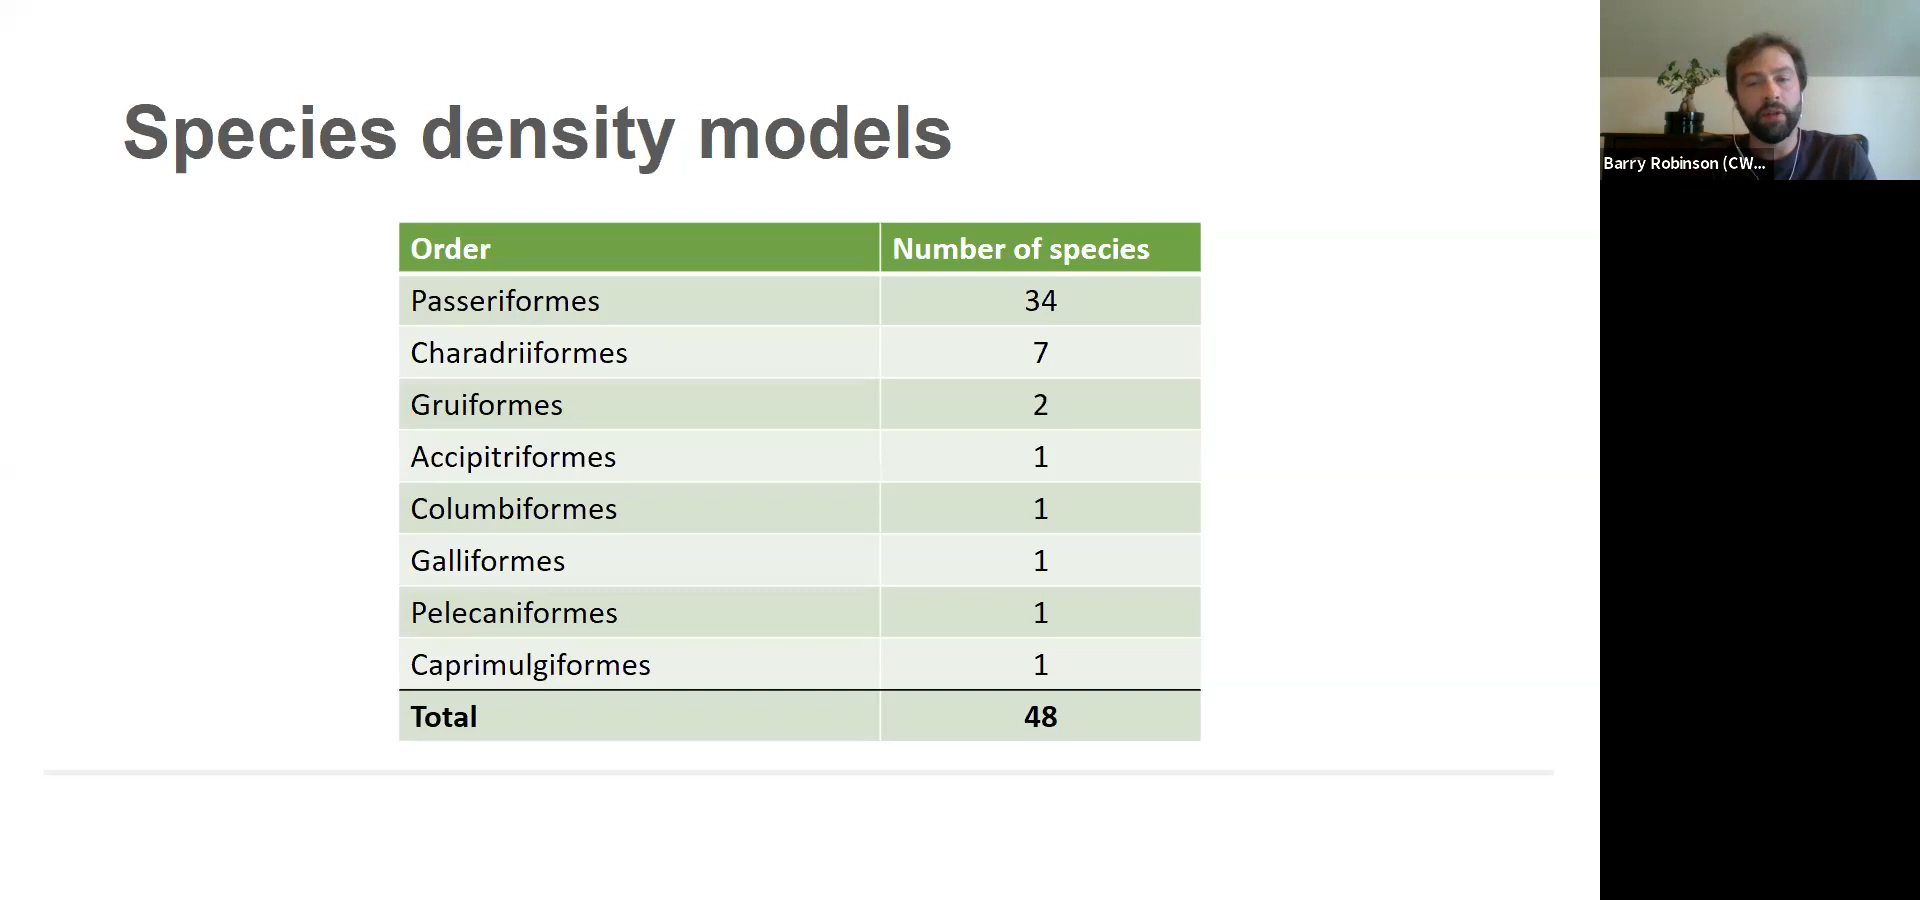 Species density models
Order Number of species
Passeriformes 34
Charadriiformes 7
Gruiformes 2
Accipitriformes 1
Columbiformes 1
Galliformes 1
Pelecaniformes 1
Caprimulgiformes 1
Total 48
Barry Robinson (CW...